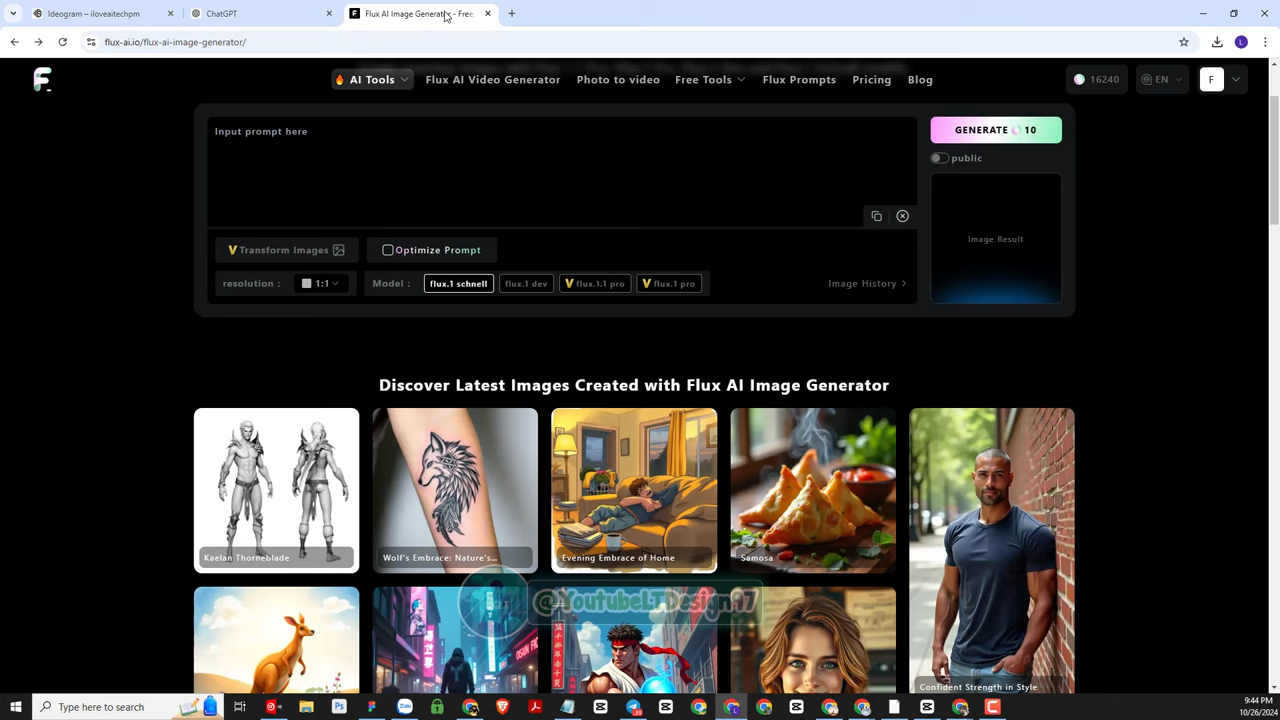 Ideogram – iloveaitechpm
ChatGPT
Flux AI Image Generator - Free
flux-ai.io/flux-ai-image-generator/
AI Tools
Flux AI Video Generator
Photo to video
Free Tools
Flux Prompts
Pricing
Blog
16240
EN
F
Input prompt here
GENERATE 10
public
Image Result
Transform Images
Optimize Prompt
resolution :
1:1
Model :
flux.1 schnell
flux.1 dev
flux.1.1 pro
flux.1 pro
Image History
Discover Latest Images Created with Flux AI Image Generator
Kaelan Thorneblade
Wolf's Embrace: Nature's...
Evening Embrace of Home
Samosa
@YoutubeLTDesign97
Confident Strength in Style
Type here to search
9:44 PM
10/26/2024